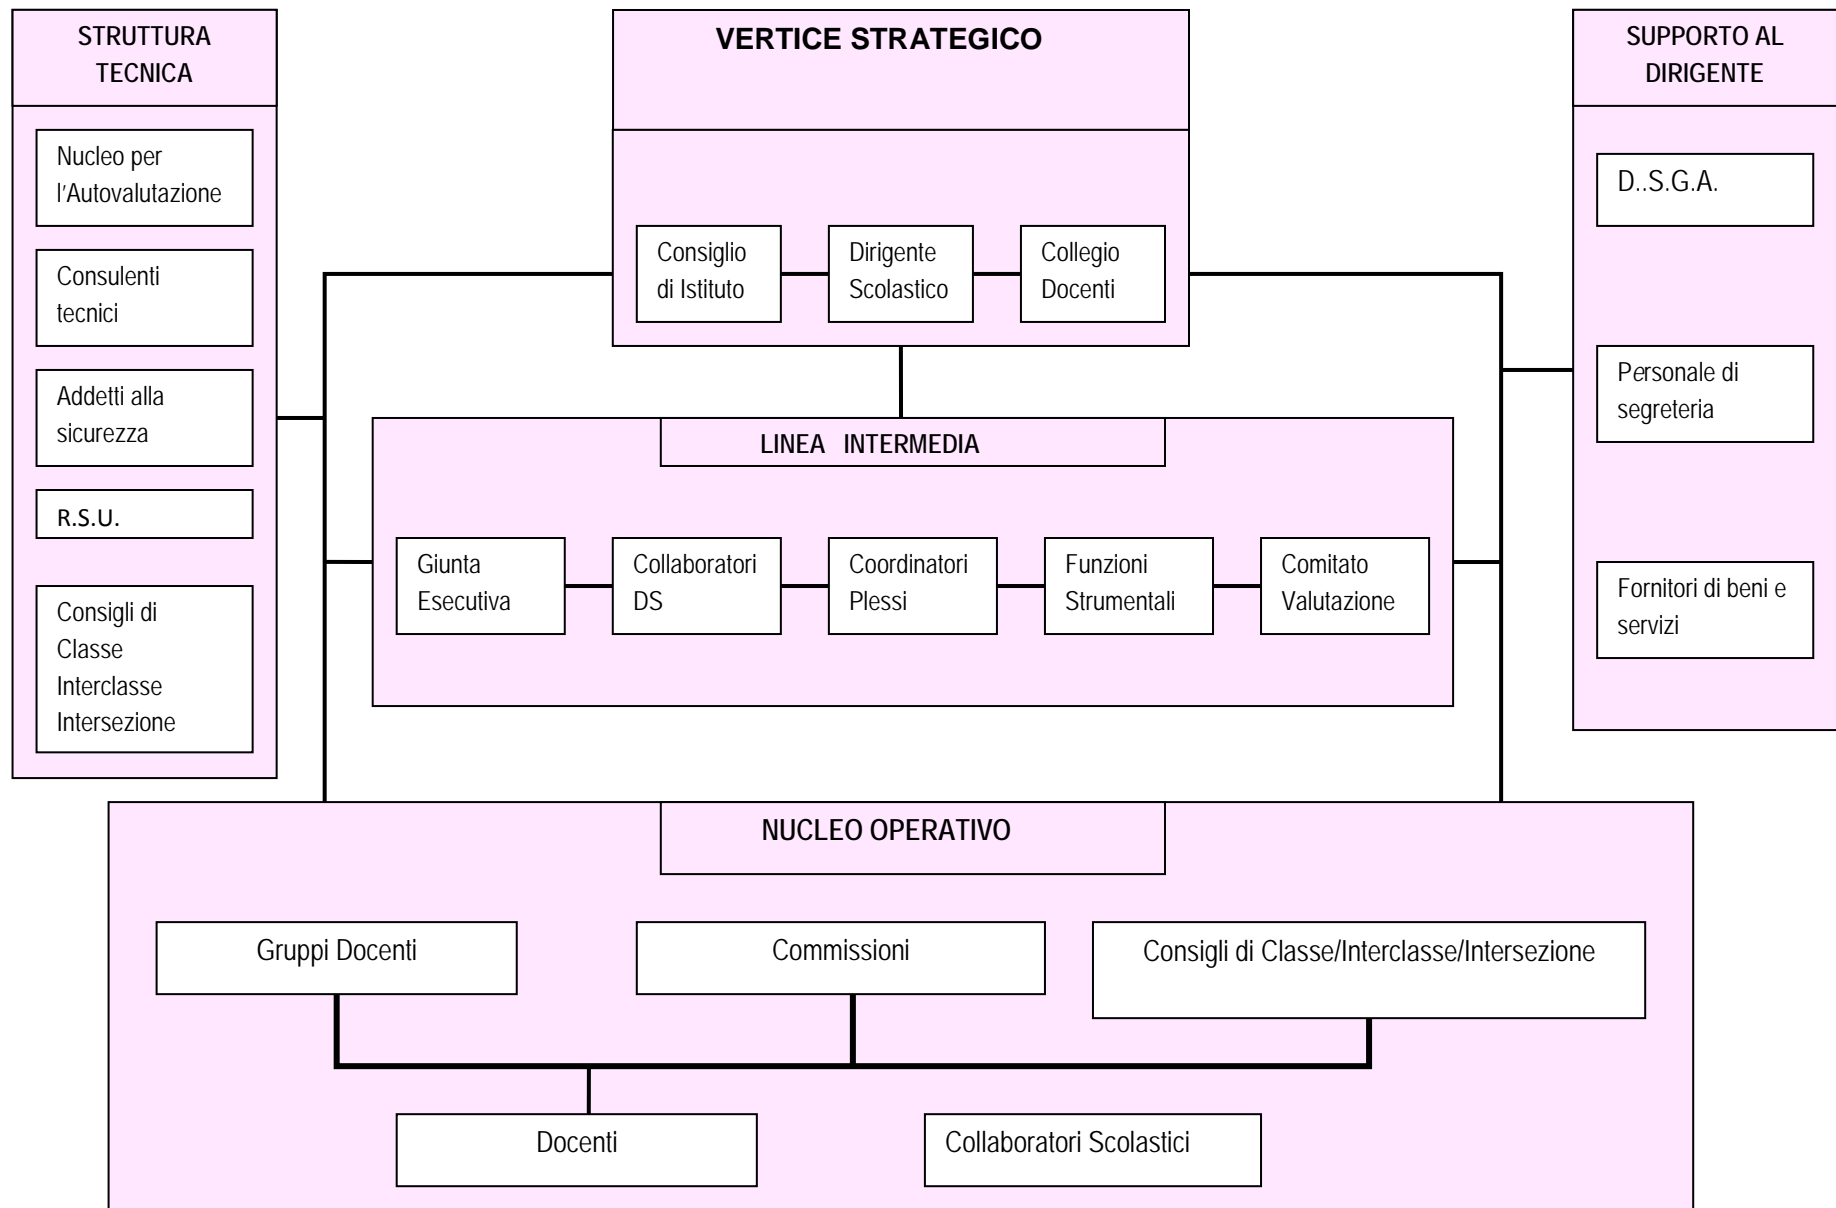 STRUTTURA
TECNICA
Nucleo per
l'Autovalutazione
Consulenti
tecnici
Addetti alla
sicurezza
R.S.U.
Consigli di
Classe
Interclasse
Intersezione
VERTICE STRATEGICO
Consiglio
di Istituto
Dirigente
Scolastico
Collegio
Docenti
SUPPORTO AL
DIRIGENTE
D..S.G.A.
Personale di
segreteria
Fornitori di beni e
servizi
LINEA INTERMEDIA
Giunta
Esecutiva
Collaboratori
DS
Coordinatori
Plessi
Funzioni
Strumentali
Comitato
Valutazione
NUCLEO OPERATIVO
Gruppi Docenti
Commissioni
Consigli di Classe/Interclasse/Intersezione
Docenti
Collaboratori Scolastici